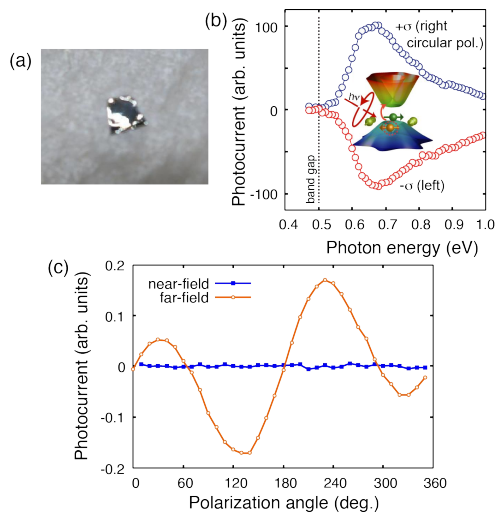 (a)
(b)
Photocurrent (arb. units)
100
0
-100
+σ (right
circular pol.)
hν
-σ (left)
band gap
0.4 0.5 0.6 0.7 0.8 0.9 1.0
Photon energy (eV)
(c)
Photocurrent (arb. units)
0.2
0.1
0
-0.1
-0.2
near-field
far-field
0 60 120 180 240 300 360
Polarization angle (deg.)